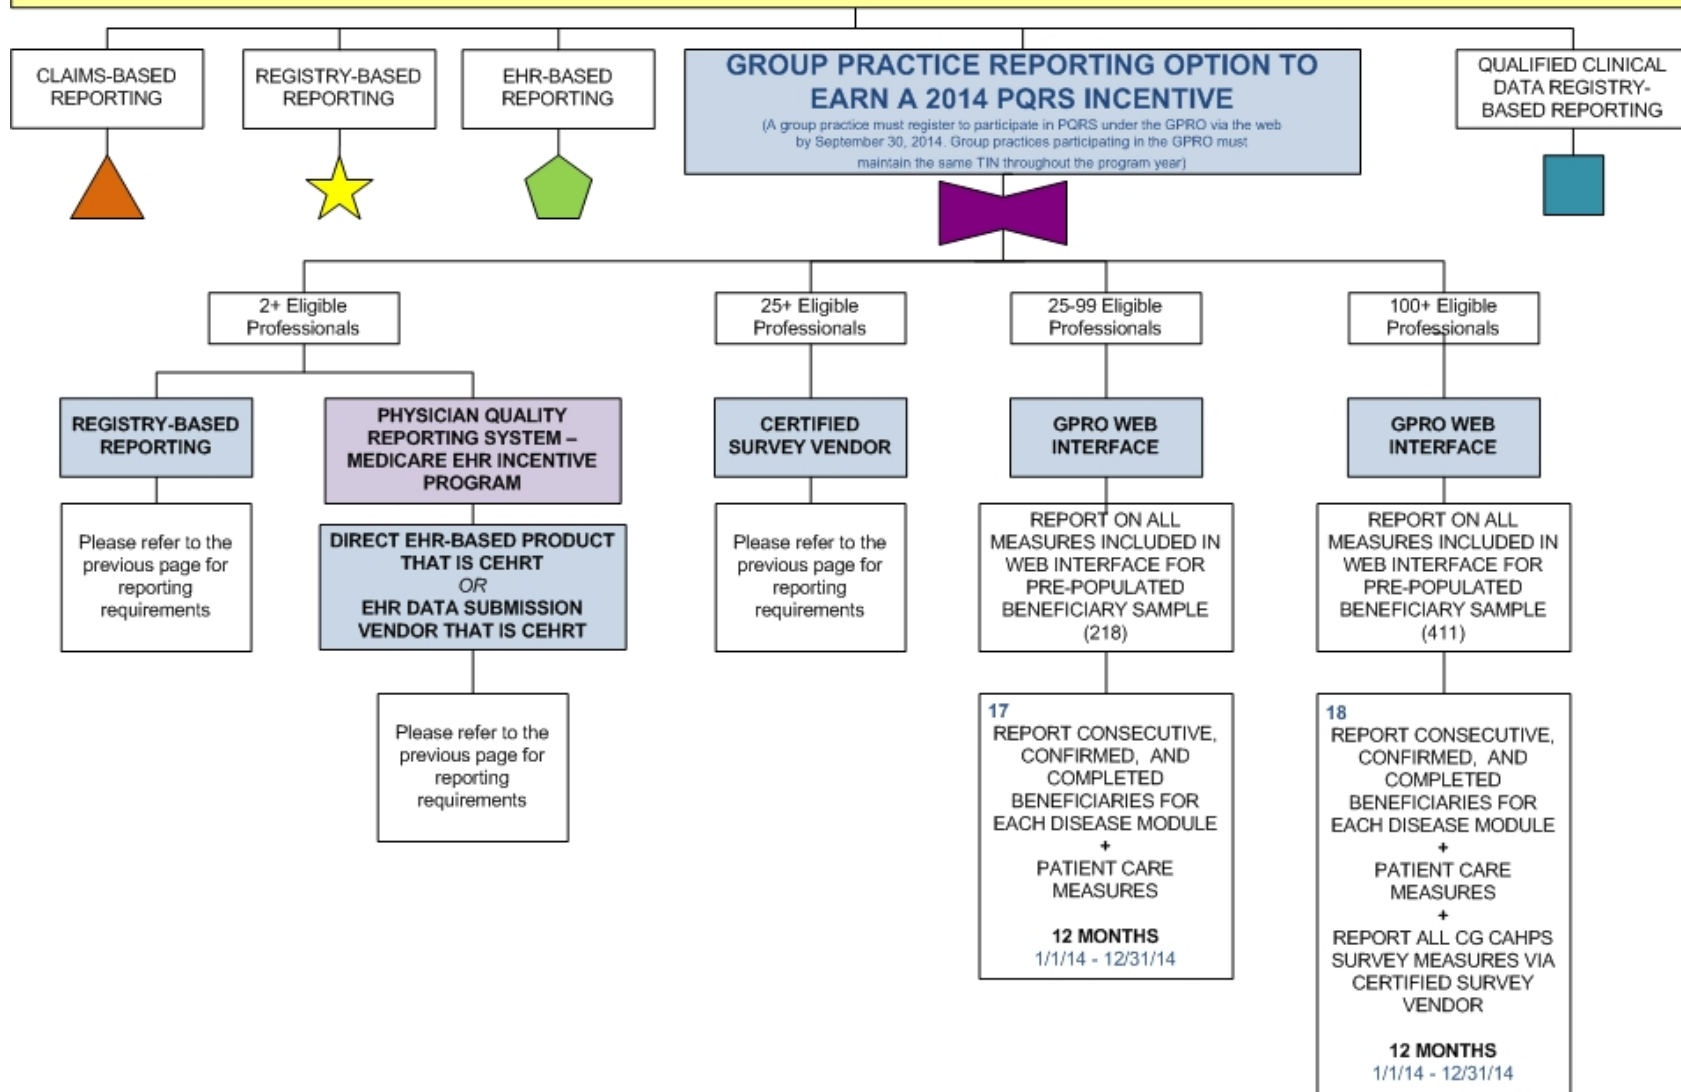 CLAIMS-BASED
REPORTING
REGISTRY-BASED
REPORTING
EHR-BASED
REPORTING
GROUP PRACTICE REPORTING OPTION TO
EARN A 2014 PQRS INCENTIVE
(A group practice must register to participate in PQRS under the GPRO via the web
by September 30, 2014. Group practices participating in the GPRO must
maintain the same TIN throughout the program year)
QUALIFIED CLINICAL
DATA REGISTRY-
BASED REPORTING
2+ Eligible
Professionals
25+ Eligible
Professionals
25-99 Eligible
Professionals
100+ Eligible
Professionals
REGISTRY-BASED
REPORTING
PHYSICIAN QUALITY
REPORTING SYSTEM –
MEDICARE EHR INCENTIVE
PROGRAM
CERTIFIED
SURVEY VENDOR
GPRO WEB
INTERFACE
GPRO WEB
INTERFACE
Please refer to the
previous page for
reporting
requirements
DIRECT EHR-BASED PRODUCT
THAT IS CEHRT
OR
EHR DATA SUBMISSION
VENDOR THAT IS CEHRT
Please refer to the
previous page for
reporting
requirements
REPORT ON ALL
MEASURES INCLUDED IN
WEB INTERFACE FOR
PRE-POPULATED
BENEFICIARY SAMPLE
(218)
REPORT ON ALL
MEASURES INCLUDED IN
WEB INTERFACE FOR
PRE-POPULATED
BENEFICIARY SAMPLE
(411)
Please refer to the
previous page for
reporting
requirements
17
REPORT CONSECUTIVE,
CONFIRMED, AND
COMPLETED
BENEFICIARIES FOR
EACH DISEASE MODULE
+
PATIENT CARE
MEASURES
12 MONTHS
1/1/14 - 12/31/14
18
REPORT CONSECUTIVE,
CONFIRMED, AND
COMPLETED
BENEFICIARIES FOR
EACH DISEASE MODULE
+
PATIENT CARE
MEASURES
+
REPORT ALL CG CAHPS
SURVEY MEASURES VIA
CERTIFIED SURVEY
VENDOR
12 MONTHS
1/1/14 - 12/31/14